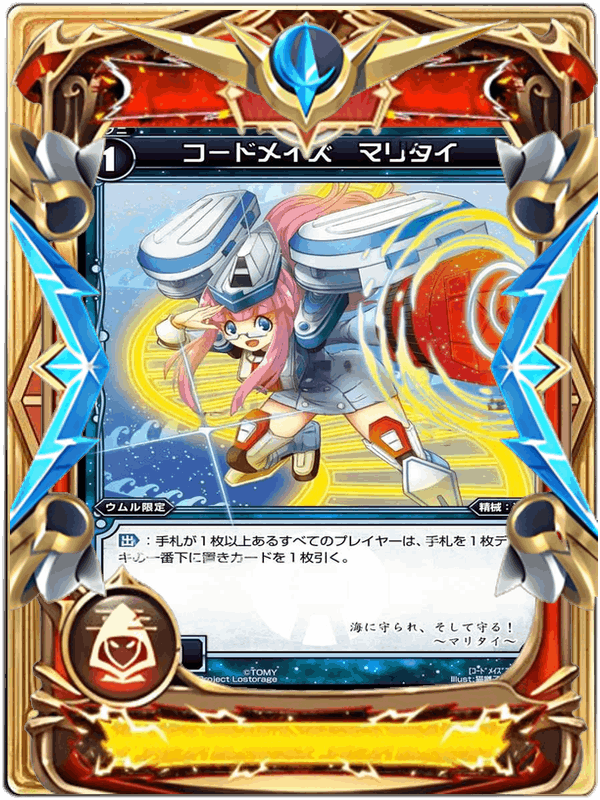 1 コードメイズ マリタイ
ウムル限定 精械:
出:手札が1枚以上あるすべてのプレイヤーは、手札を1枚デ
キの一番下に置きカードを1枚引く。
海に守られ、そして守る!
~マリタイ~
©TOMY
Project Lostorage
Illust: